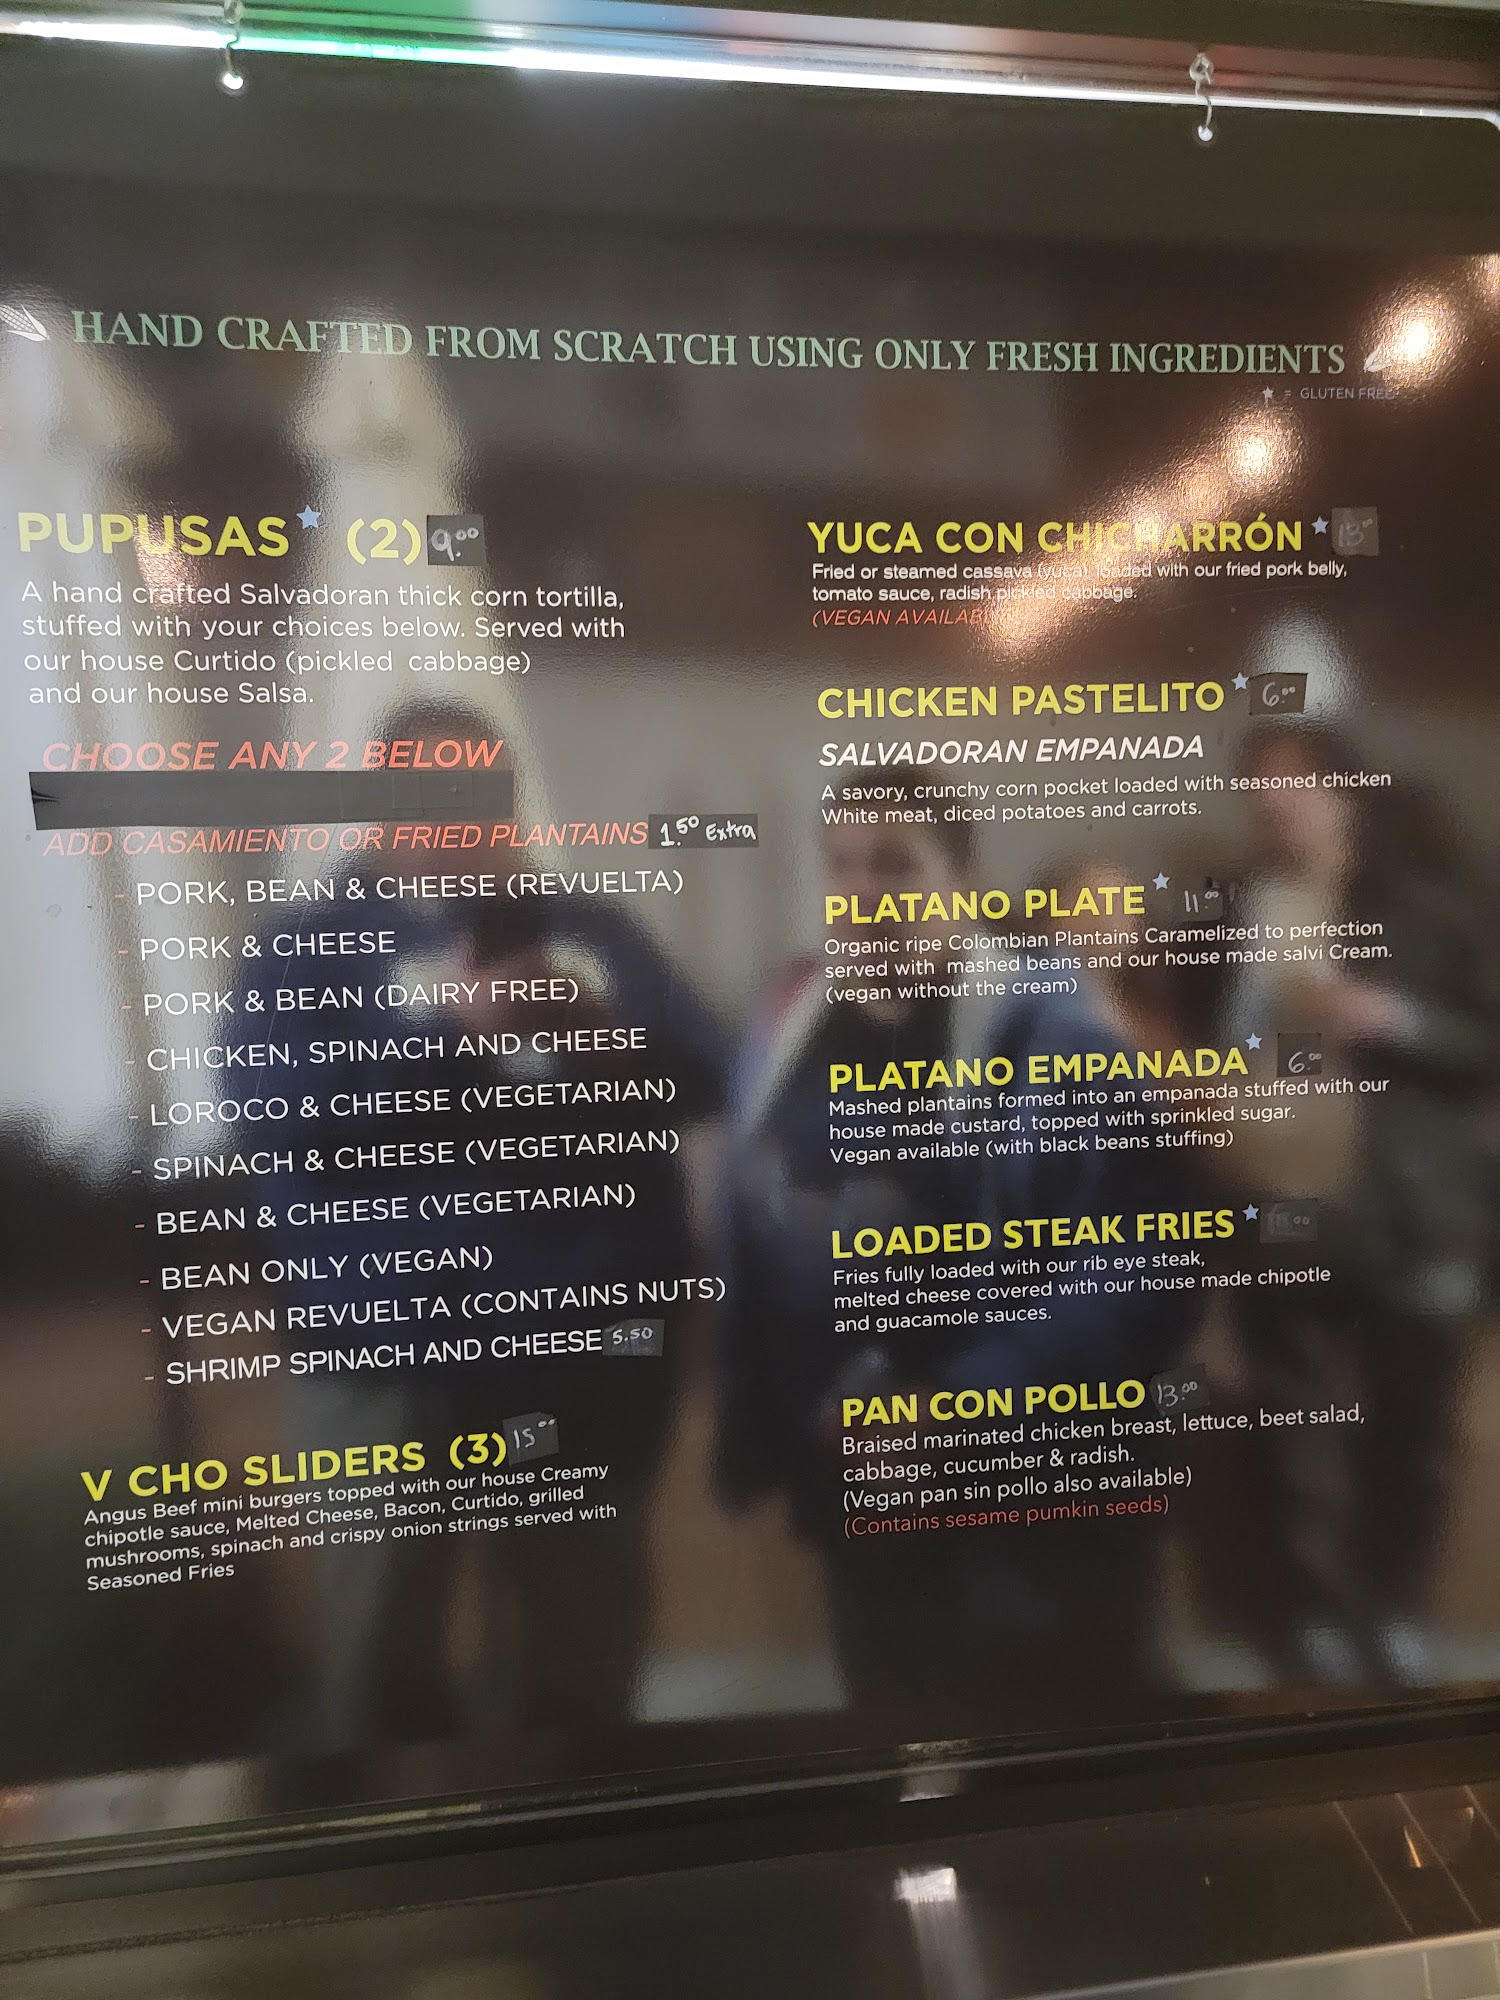 HAND CRAFTED FROM SCRATCH USING ONLY FRESH INGREDIENTS
= GLUTEN FREE
PUPUSAS (2) 9.00
A hand crafted Salvadoran thick corn tortilla,
stuffed with your choices below. Served with
our house Curtido (pickled cabbage)
and our house Salsa.
CHOOSE ANY 2 BELOW
ADD CASAMIENTO OR FRIED PLANTAINS 1.50 Extra
- PORK, BEAN & CHEESE (REVUELTA)
- PORK & CHEESE
- PORK & BEAN (DAIRY FREE)
- CHICKEN, SPINACH AND CHEESE
- LOROCO & CHEESE (VEGETARIAN)
- SPINACH & CHEESE (VEGETARIAN)
- BEAN & CHEESE (VEGETARIAN)
- BEAN ONLY (VEGAN)
- VEGAN REVUELTA (CONTAINS NUTS)
- SHRIMP SPINACH AND CHEESE 5.50
V CHO SLIDERS (3) 15.00
Angus Beef mini burgers topped with our house Creamy
chipotle sauce, Melted Cheese, Bacon, Curtido, grilled
mushrooms, spinach and crispy onion strings served with
Seasoned Fries
YUCA CON CHICHARRÓN
Fried or steamed cassava (yuca), loaded with our fried pork belly,
tomato sauce, radish pickled cabbage.
(VEGAN
CHICKEN PASTELITO 6.00
SALVADORAN EMPANADA
A savory, crunchy corn pocket loaded with seasoned chicken
White meat, diced potatoes and carrots.
PLATANO PLATE 11.00
Organic ripe Colombian Plantains Caramelized to perfection
served with mashed beans and our house made salvi Cream.
(vegan without the cream)
PLATANO EMPANADA 6.00
Mashed plantains formed into an empanada stuffed with our
house made custard, topped with sprinkled sugar.
Vegan available (with black beans stuffing)
LOADED STEAK FRIES
Fries fully loaded with our rib eye steak,
melted cheese covered with our house made chipotle
and guacamole sauces.
PAN CON POLLO 13.00
Braised marinated chicken breast, lettuce, beet salad,
cabbage, cucumber & radish.
(Vegan pan sin pollo also available)
(Contains sesame pumkin seeds)